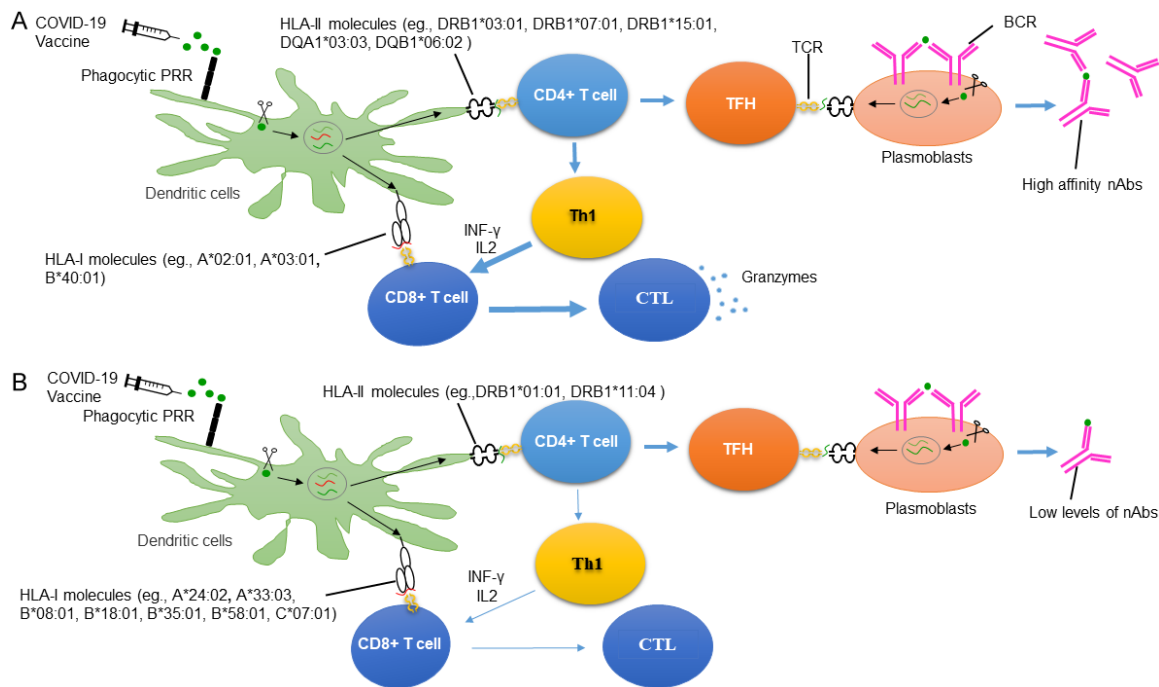 A
COVID-19
Vaccine
Phagocytic PRR
HLA-II molecules (eg., DRB1*03:01, DRB1*07:01, DRB1*15:01,
DQA1*03:03, DQB1*06:02 )
BCR
TCR
CD4+ T cell
TFH
Plasmoblasts
High affinity nAbs
Dendritic cells
Th1
INF-γ
IL2
HLA-I molecules (eg., A*02:01, A*03:01,
B*40:01)
CD8+ T cell
CTL
Granzymes
B
COVID-19
Vaccine
Phagocytic PRR
HLA-II molecules (eg.,DRB1*01:01, DRB1*11:04 )
CD4+ T cell
TFH
Plasmoblasts
Low levels of nAbs
Dendritic cells
Th1
INF-γ
IL2
HLA-I molecules (eg., A*24:02, A*33:03,
B*08:01, B*18:01, B*35:01, B*58:01, C*07:01)
CD8+ T cell
CTL